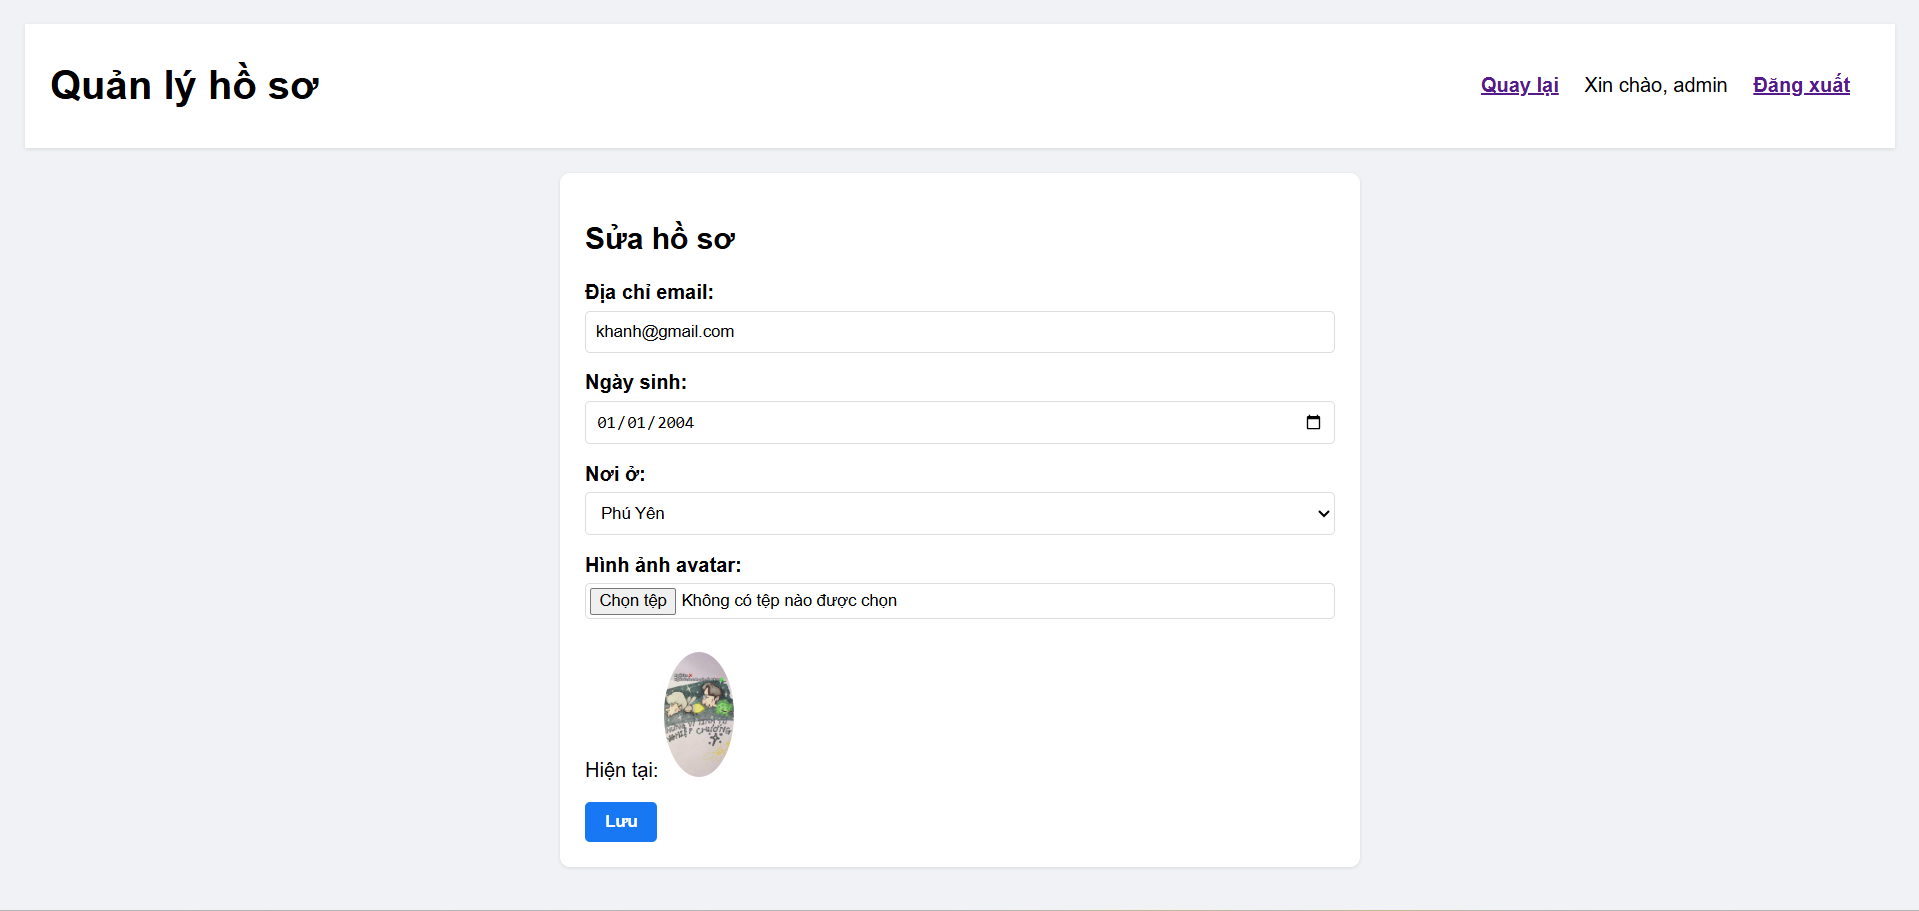 Quản lý hồ sơ
Quay lại Xin chào, admin Đăng xuất
Sửa hồ sơ
Địa chỉ email:
khanh@gmail.com
Ngày sinh:
01/01/2004
Nơi ở:
Phú Yên
Hình ảnh avatar:
Chọn tệp Không có tệp nào được chọn
Hiện tại:
Lưu